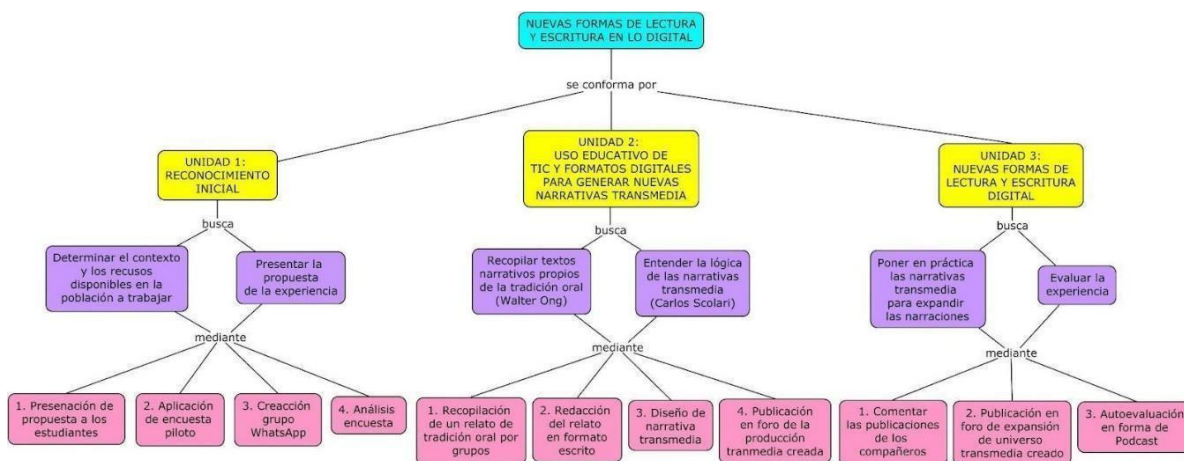 NUEVAS FORMAS DE LECTURA
Y ESCRITURA EN LO DIGITAL
se conforma por
UNIDAD 1:
RECONOCIMIENTO
INICIAL
busca
Determinar el contexto
y los recusos
disponibles en la
población a trabajar
Presentar la
propuesta
de la experiencia
mediante
1. Presenación de
propuesta a los
estudiantes
2. Aplicación
de encuesta
piloto
3. Creacción
grupo
WhatsApp
4. Análisis
encuesta
UNIDAD 2:
USO EDUCATIVO DE
TIC Y FORMATOS DIGITALES
PARA GENERAR NUEVAS
NARRATIVAS TRANSMEDIA
busca
Recopilar textos
narrativos propios
de la tradición oral
(Walter Ong)
Entender la lógica
de las narrativas
transmedia
(Carlos Scolari)
mediante
1. Recopilación
de un relato de
tradición oral por
grupos
2. Redacción
del relato
en formato
escrito
3. Diseño de
narrativa
transmedia
4. Publicación
en foro de la
producción
tranmedia creada
UNIDAD 3:
NUEVAS FORMAS DE
LECTURA Y ESCRITURA
DIGITAL
busca
Poner en práctica
las narrativas
transmedia
para expandir
las narraciones
Evaluar la
experiencia
mediante
1. Comentar
las publicaciones
de los
compañeros
2. Publicación en
foro de expansión
de universo
transmedia creado
3. Autoevaluación
en forma de
Podcast